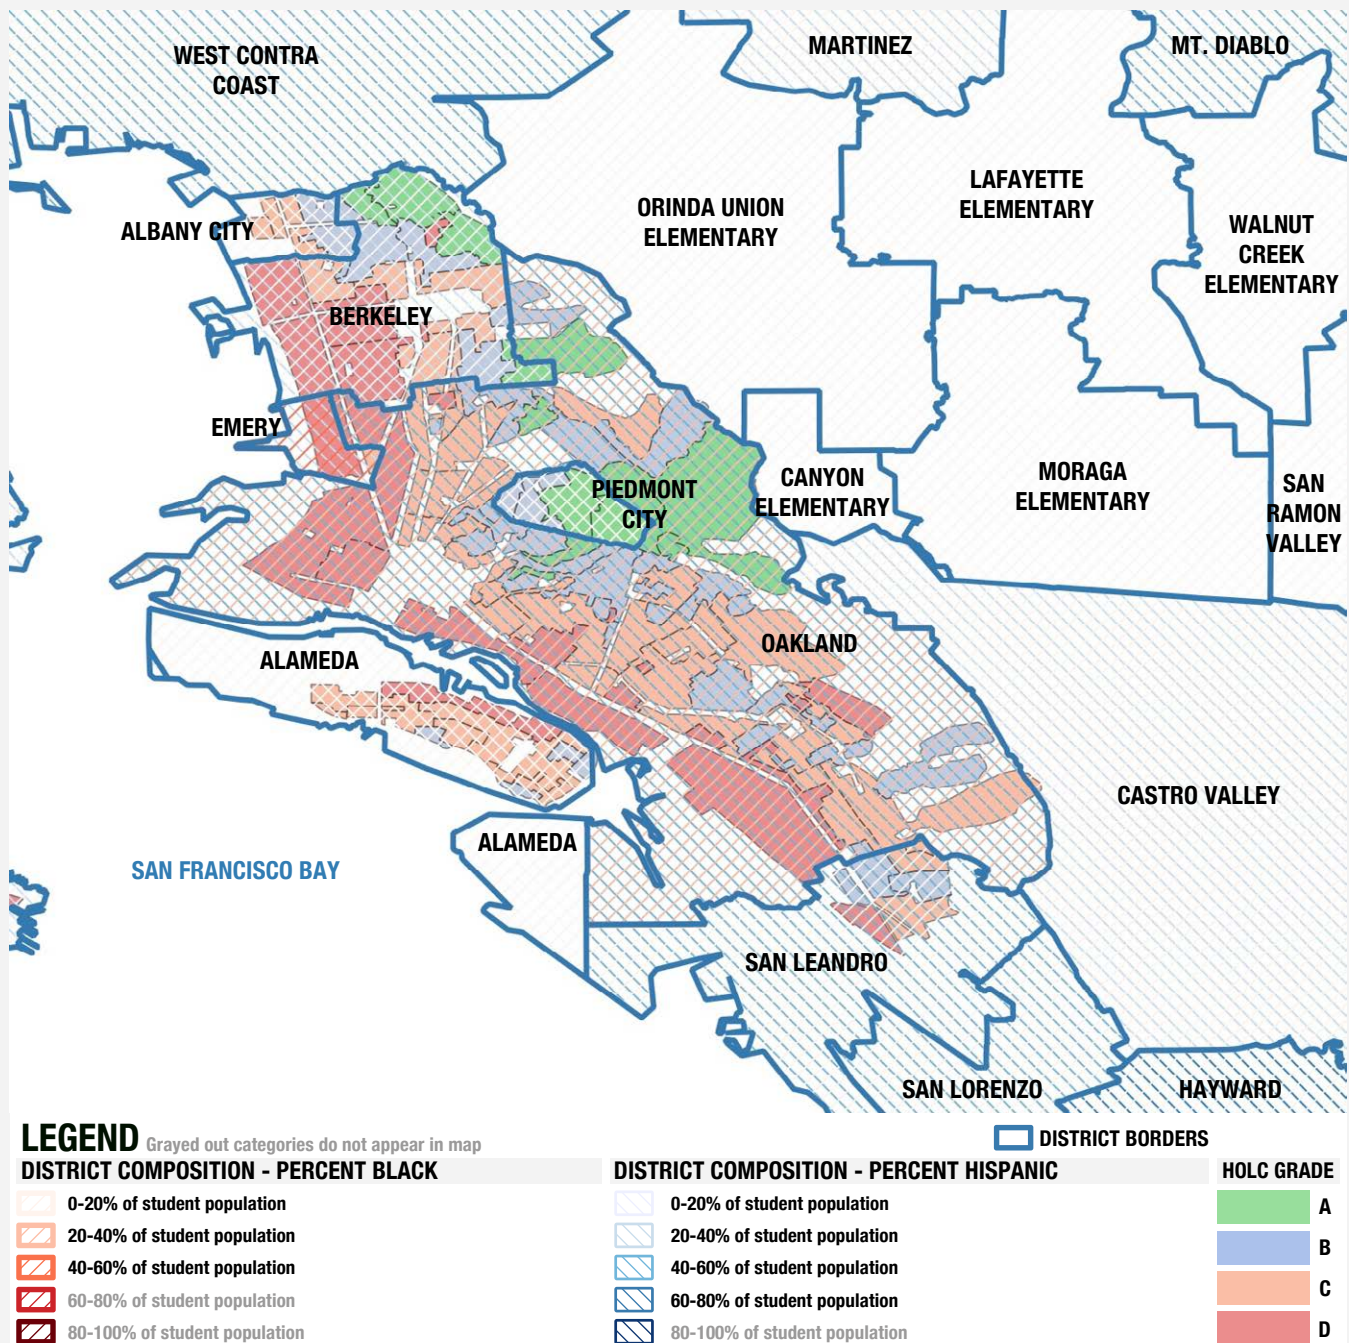 WEST CONTRA
COAST
MARTINEZ
MT. DIABLO
ALBANY CITY
ORINDA UNION
ELEMENTARY
LAFAYETTE
ELEMENTARY
WALNUT
CREEK
ELEMENTARY
BERKELEY
EMERY
PIEDMONT
CITY
CANYON
ELEMENTARY
MORAGA
ELEMENTARY
SAN
RAMON
VALLEY
ALAMEDA
OAKLAND
CASTRO VALLEY
ALAMEDA
SAN FRANCISCO BAY
SAN LEANDRO
SAN LORENZO
HAYWARD
LEGEND Grayed out categories do not appear in map
DISTRICT BORDERS
DISTRICT COMPOSITION - PERCENT BLACK
0-20% of student population
20-40% of student population
40-60% of student population
60-80% of student population
80-100% of student population
DISTRICT COMPOSITION - PERCENT HISPANIC
0-20% of student population
20-40% of student population
40-60% of student population
60-80% of student population
80-100% of student population
HOLC GRADE
A
B
C
D